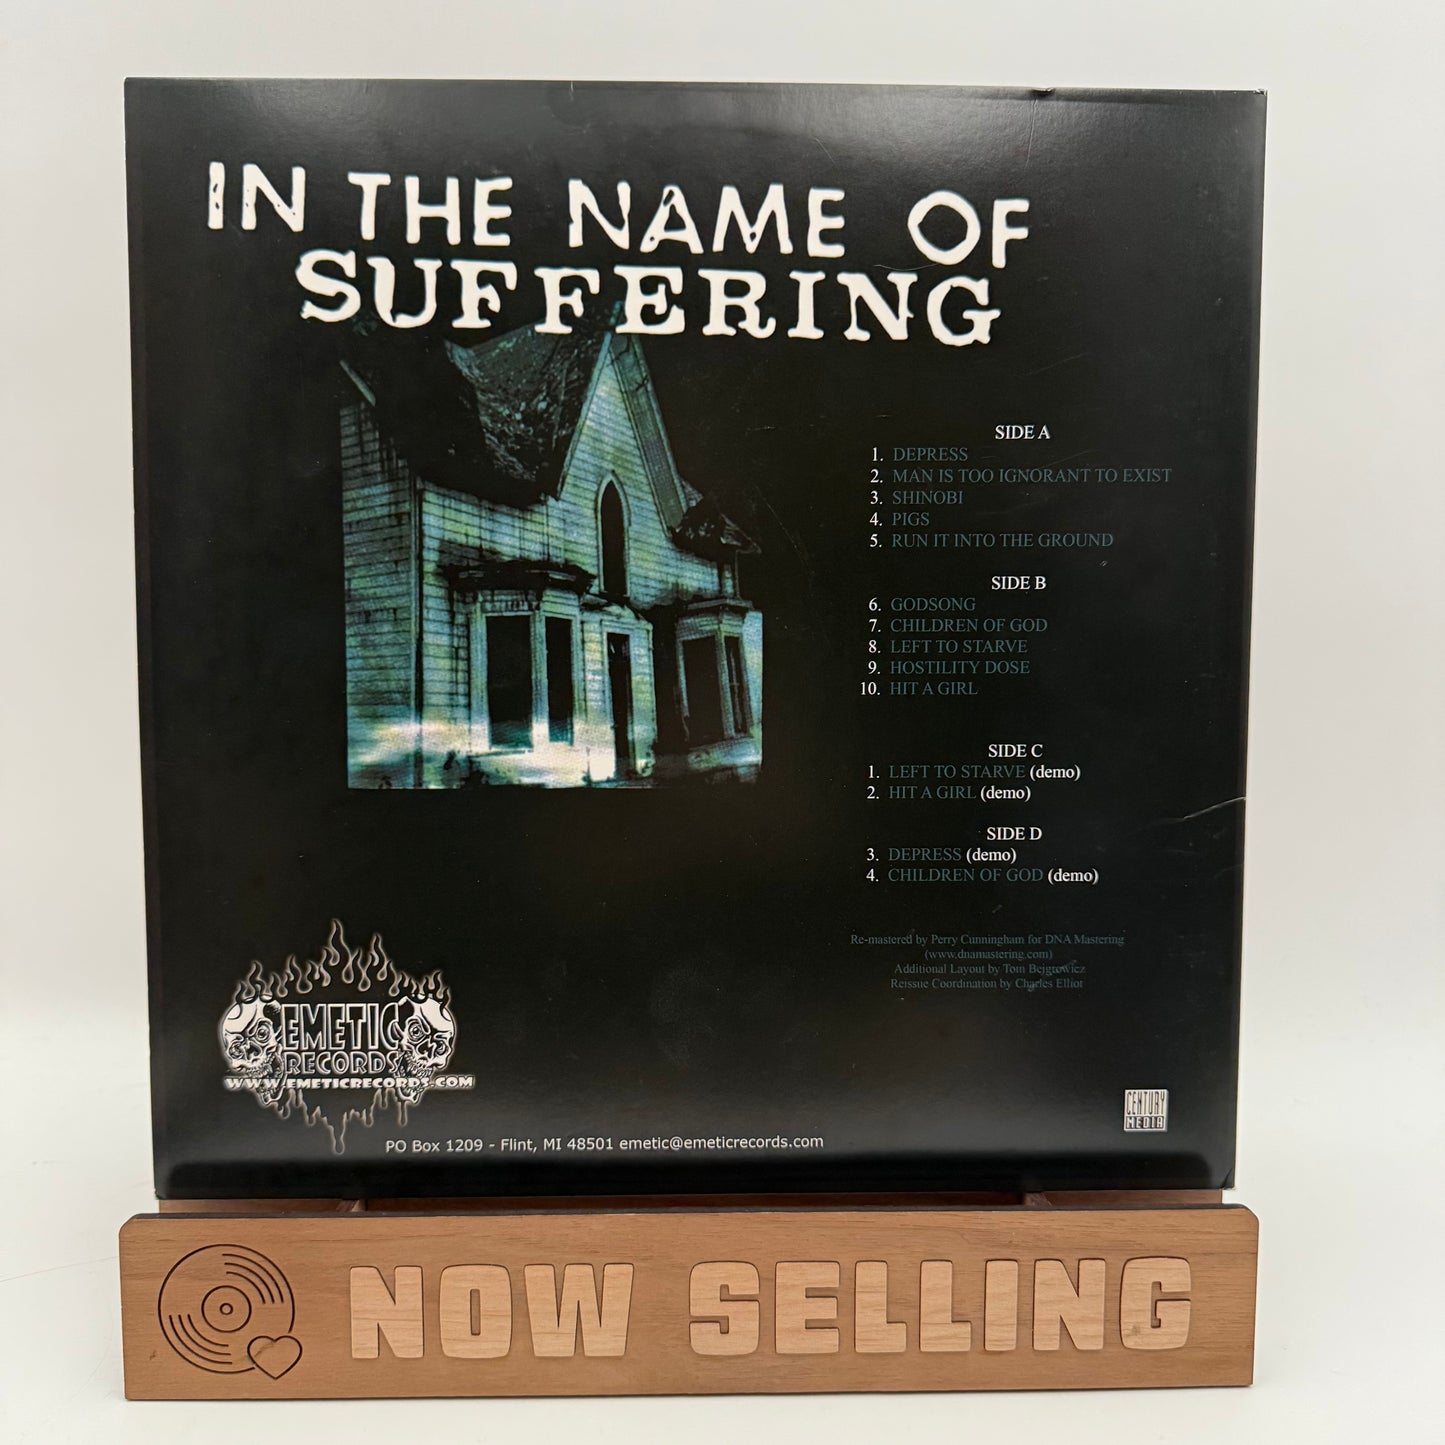 IN THE NAME OF
SUFFERING
SIDE A
1. DEPRESS
2. MAN IS TOO IGNORANT TO EXIST
3. SHINOBI
4. PIGS
5. RUN IT INTO THE GROUND
SIDE B
6. GODSONG
7. CHILDREN OF GOD
8. LEFT TO STARVE
9. HOSTILITY DOSE
10. HIT A GIRL
SIDE C
1. LEFT TO STARVE (demo)
2. HIT A GIRL (demo)
SIDE D
3. DEPRESS (demo)
4. CHILDREN OF GOD (demo)
Re-mastered by Perry Cunningham for DNA Mastering
(www.dnamastering.com)
Additional Layout by Tom Bejgrowicz
Reissue Coordination by Charles Elliot
EMETIC
RECORDS
WWW.EMETICRECORDS.COM
PO Box 1209 - Flint, MI 48501 emetic@emeticrecords.com
CENTURY
MEDIA
NOW SELLING